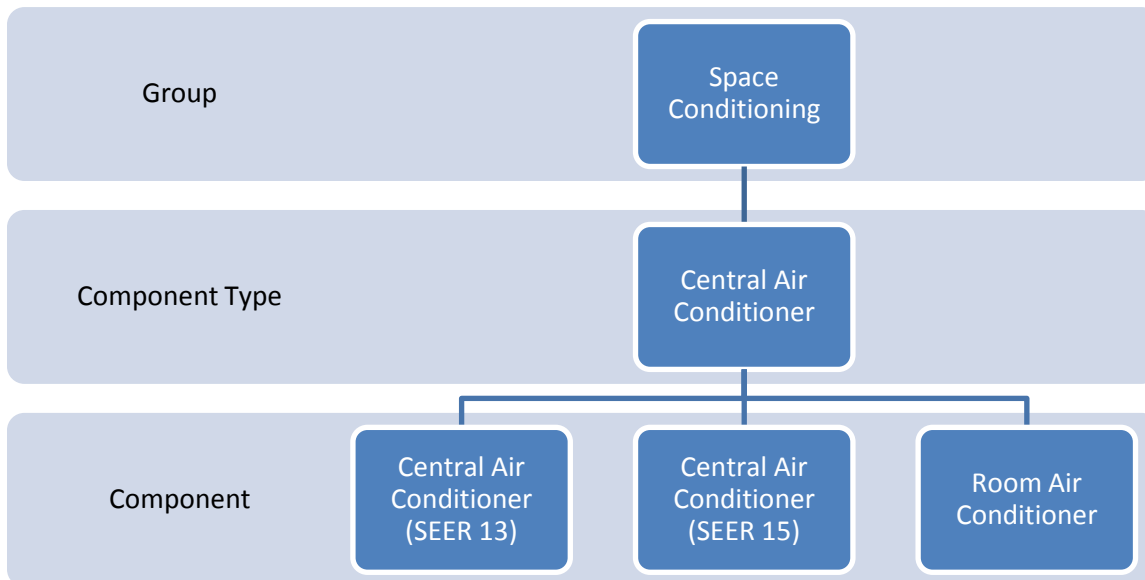 Group
Space
Conditioning
Component Type
Central Air
Conditioner
Component
Central Air
Conditioner
(SEER 13)
Central Air
Conditioner
(SEER 15)
Room Air
Conditioner